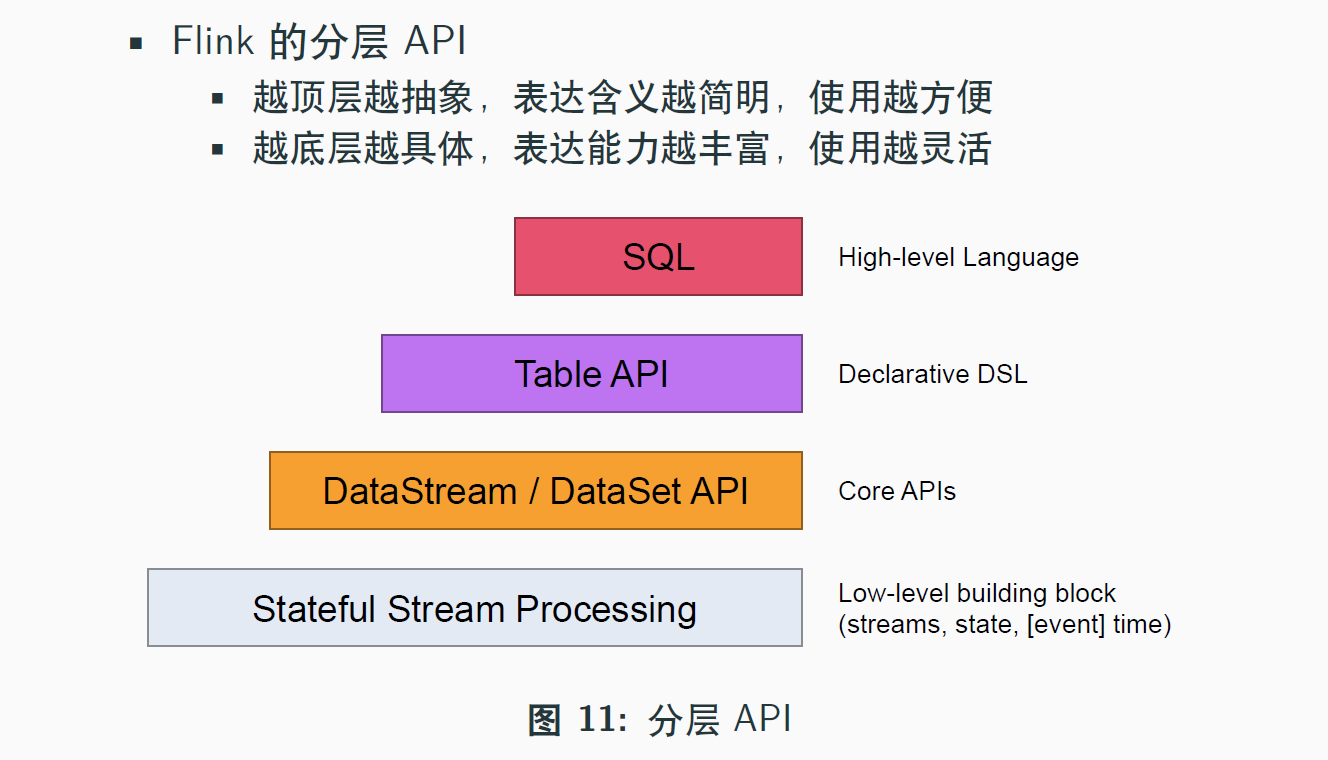 Flink 的分层 API
越顶层越抽象，表达含义越简明，使用越方便
越底层越具体，表达能力越丰富，使用越灵活
SQL
High-level Language
Table API
Declarative DSL
DataStream / DataSet API
Core APIs
Stateful Stream Processing
Low-level building block
(streams, state, [event] time)
图 11: 分层 API